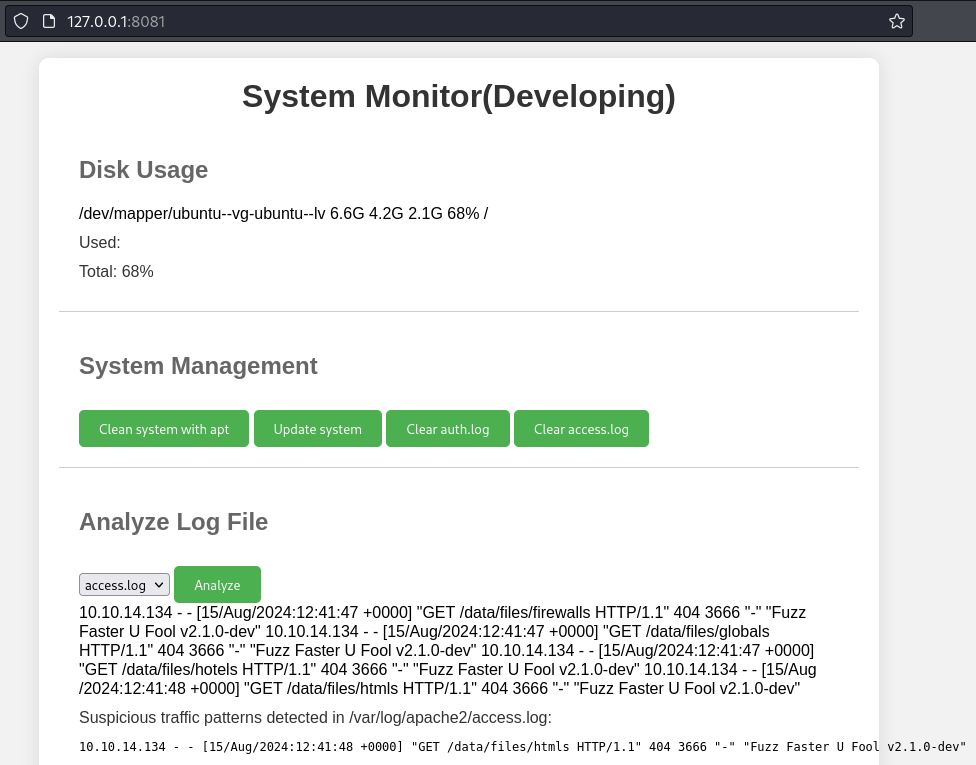 127.0.0.1:8081
System Monitor(Developing)
Disk Usage
/dev/mapper/ubuntu--vg-ubuntu--lv 6.6G 4.2G 2.1G 68% /
Used:
Total: 68%
System Management
Clean system with apt Update system Clear auth.log Clear access.log
Analyze Log File
access.log Analyze
10.10.14.134 - - [15/Aug/2024:12:41:47 +0000] "GET /data/files/firewalls HTTP/1.1" 404 3666 "-" "Fuzz
Faster U Fool v2.1.0-dev" 10.10.14.134 - - [15/Aug/2024:12:41:47 +0000] "GET /data/files/globals
HTTP/1.1" 404 3666 "-" "Fuzz Faster U Fool v2.1.0-dev" 10.10.14.134 - - [15/Aug/2024:12:41:47 +0000]
"GET /data/files/hotels HTTP/1.1" 404 3666 "-" "Fuzz Faster U Fool v2.1.0-dev" 10.10.14.134 - - [15/Aug
/2024:12:41:48 +0000] "GET /data/files/htmls HTTP/1.1" 404 3666 "-" "Fuzz Faster U Fool v2.1.0-dev"
Suspicious traffic patterns detected in /var/log/apache2/access.log:
10.10.14.134 - - [15/Aug/2024:12:41:48 +0000] "GET /data/files/htmls HTTP/1.1" 404 3666 "-" "Fuzz Faster U Fool v2.1.0-dev"